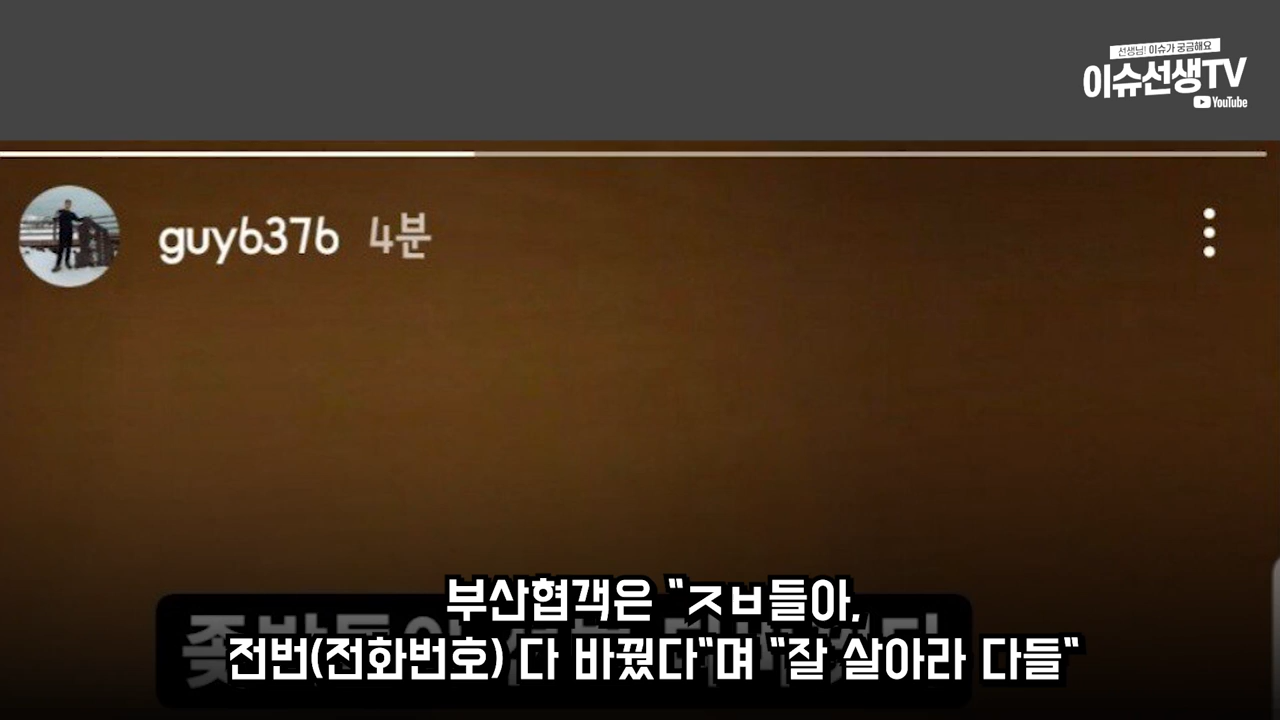 선생님! 이슈가 궁금해요
이슈선생TV
YouTube
guy6376 4분
부산협객은 "ㅈㅂ들아,
전번(전화번호) 다 바꿨다"며 "잘 살아라 다들"